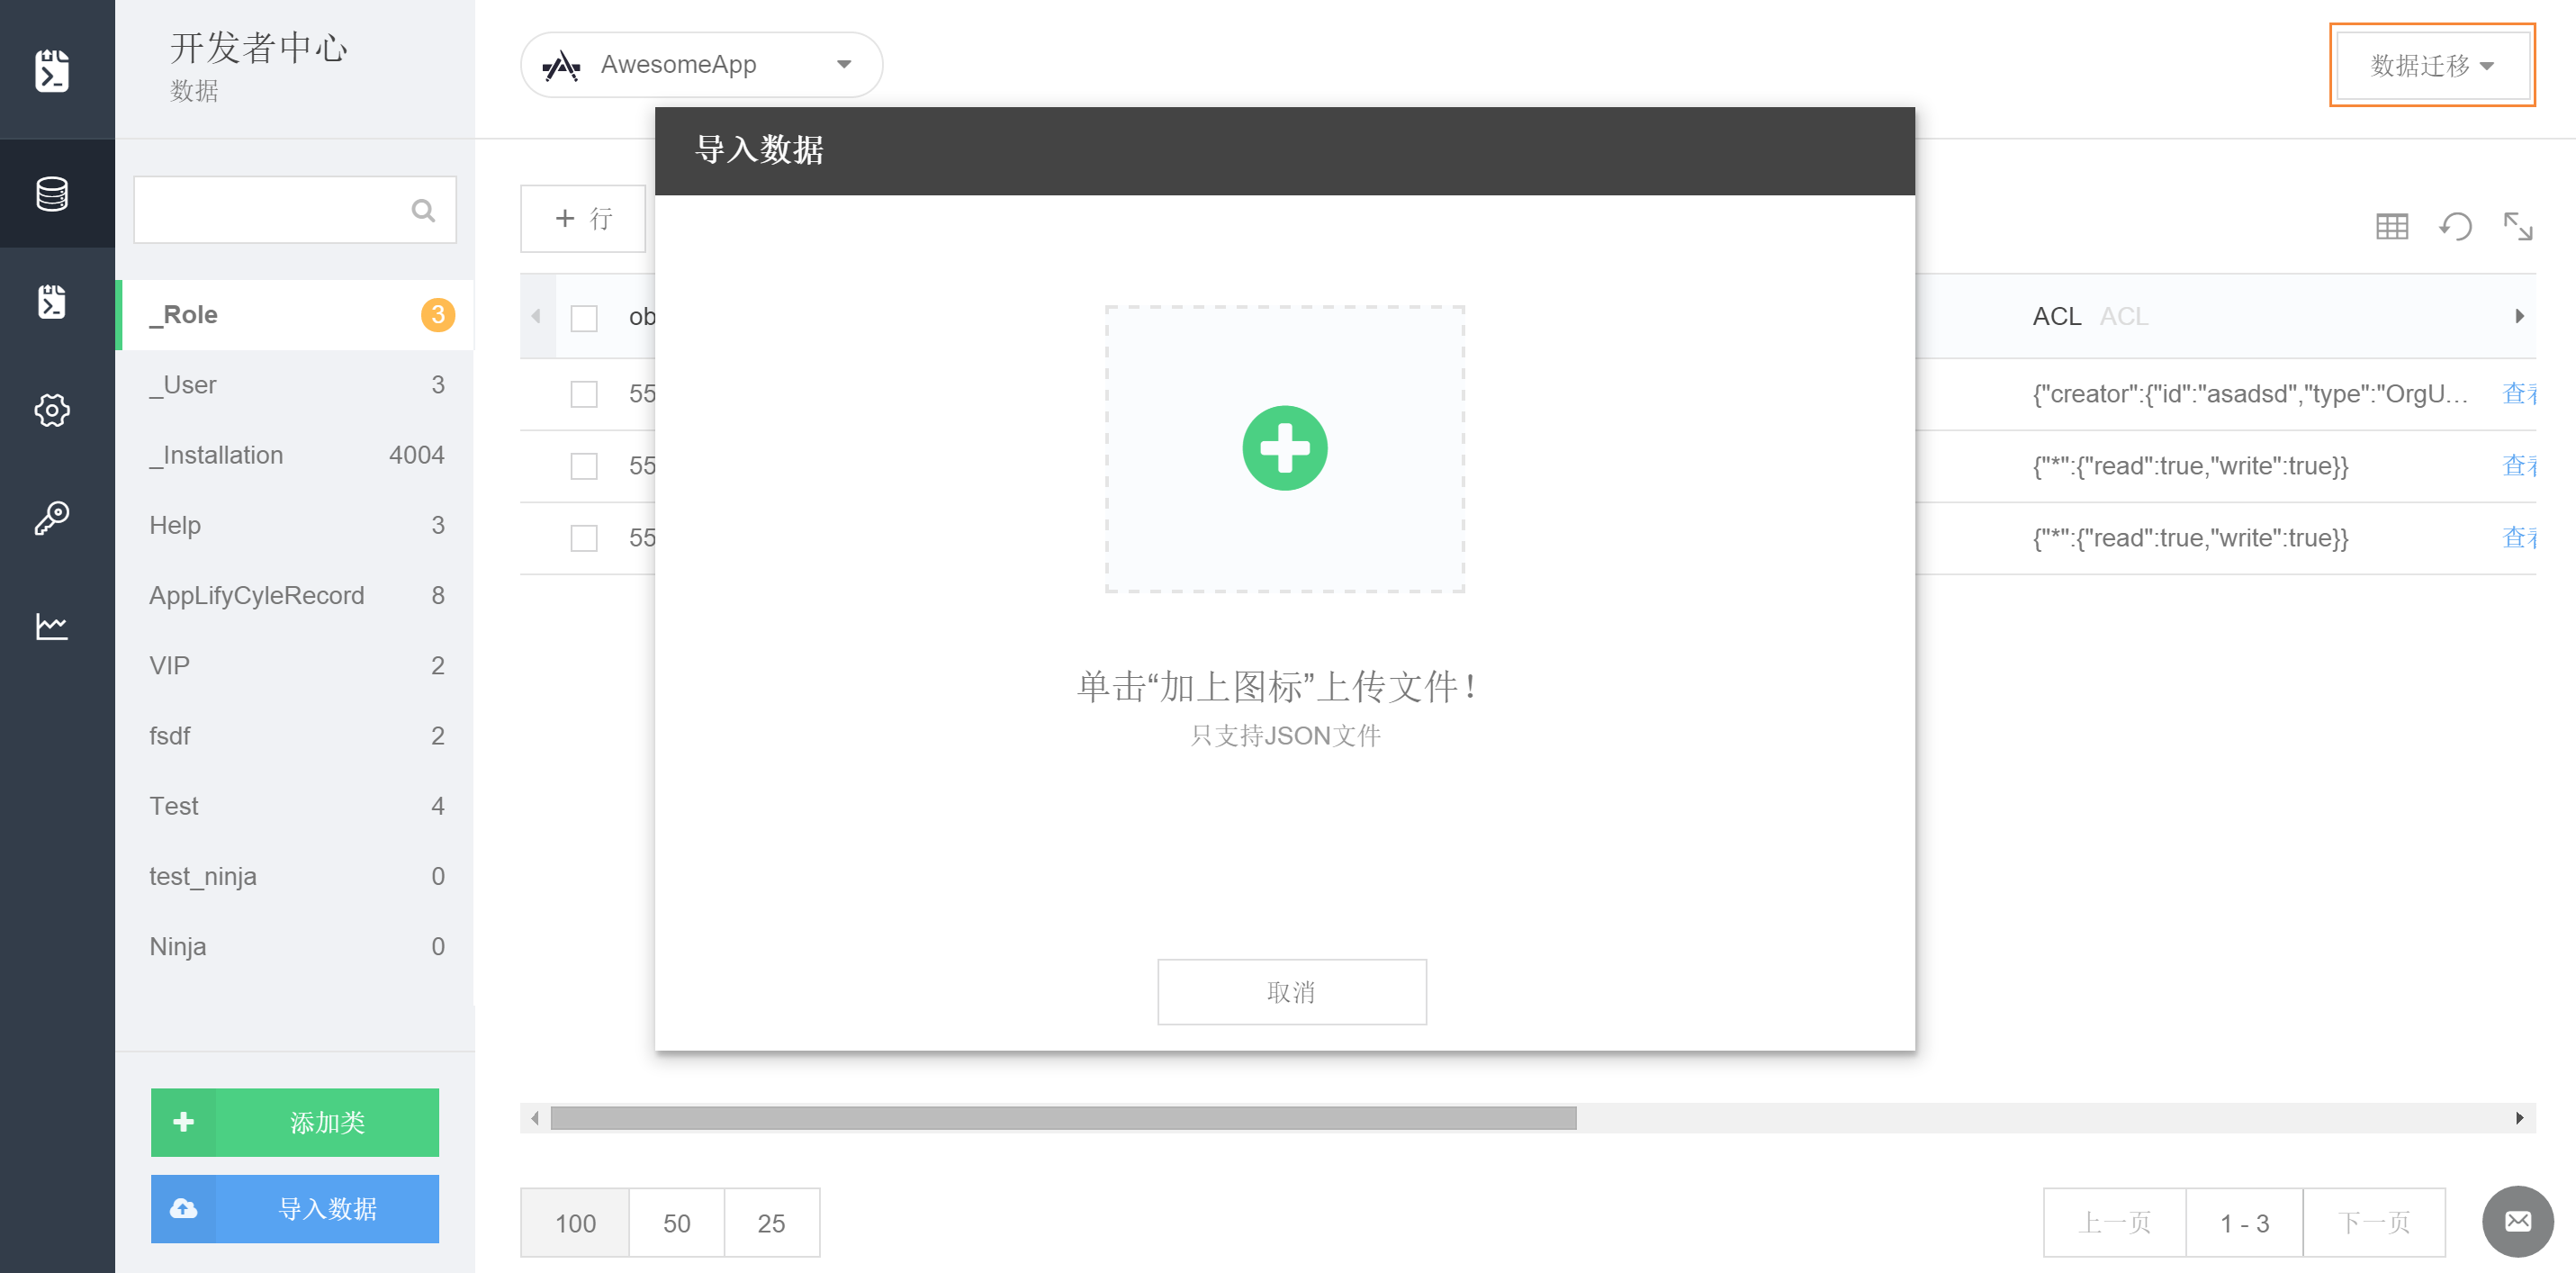 开发者中心
数据
AwesomeApp
数据迁移
_Role 3
_User 3
_Installation 4004
Help 3
AppLifyCyleRecord 8
VIP 2
fsdf 2
Test 4
test_ninja 0
Ninja 0
添加类
导入数据
+ 行
ob
ACL ACL
55
{"creator":{"id":"asadsd","type":"OrgU... 查看
55
{"*":{"read":true,"write":true}} 查看
55
{"*":{"read":true,"write":true}} 查看
导入数据
单击“加上图标”上传文件!
只支持JSON文件
取消
100 50 25
上一页 1 - 3 下一页